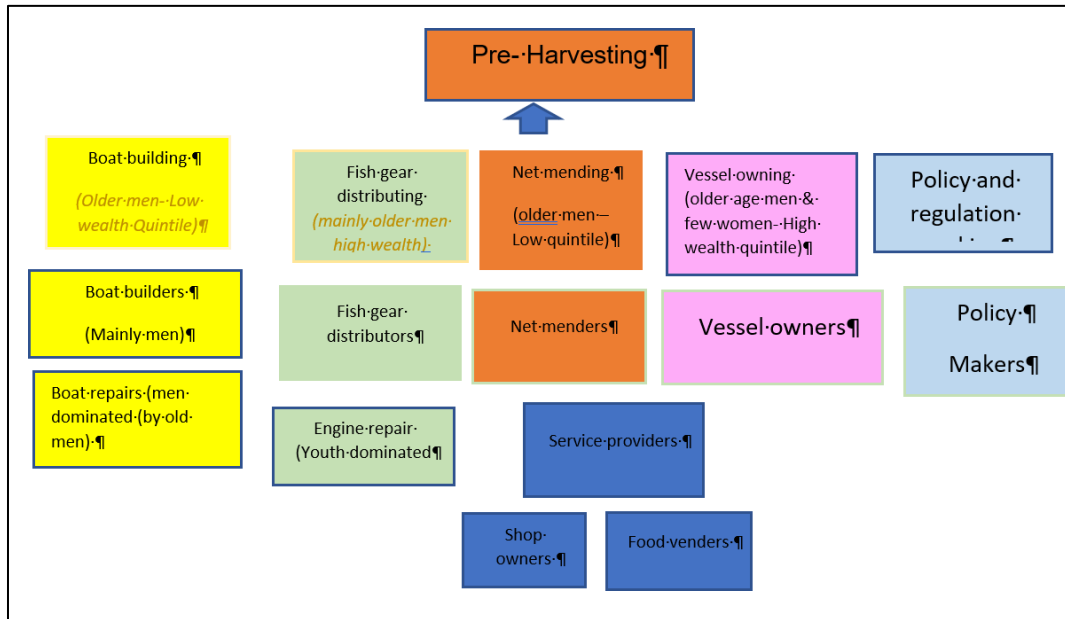 Pre-·Harvesting·¶
Boat·building·¶
(Older·men-·Low·
wealth·Quintile)¶
Fish·gear·
distributing·
(mainly·older·men·
high·wealth)·
Net·mending·¶
(older·men·–
Low·quintile)¶
Vessel·owning·
(older·age·men·&·
few·women-·High·
wealth·quintile)¶
Policy·and·
regulation·
Boat·builders·¶
(Mainly·men)¶
Fish·gear·
distributors¶
Net·menders¶
Vessel·owners¶
Policy·¶
Makers¶
Boat·repairs·(men·
dominated·(by·old·
men)·¶
Engine·repair·
(Youth·dominated¶
Service·providers·¶
Shop·
owners·¶
Food·venders·¶